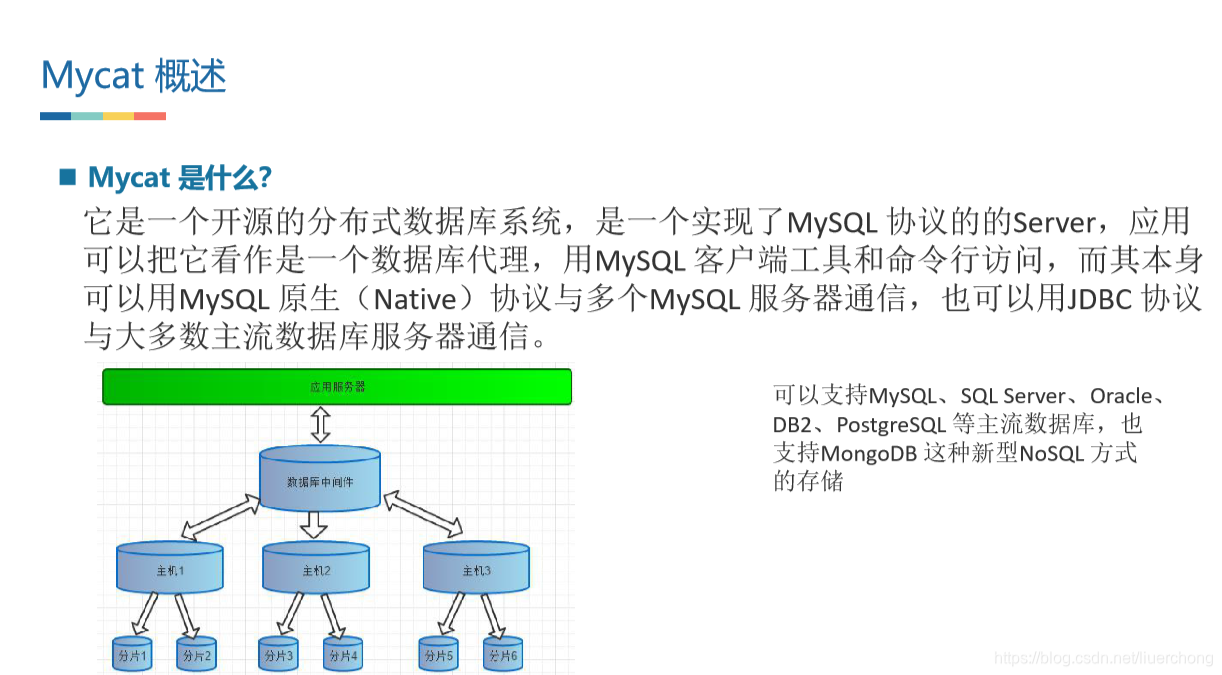 Mycat 概述
Mycat 是什么?
它是一个开源的分布式数据库系统，是一个实现了MySQL 协议的的Server，应用
可以把它看作是一个数据库代理，用MySQL 客户端工具和命令行访问，而其本身
可以用MySQL 原生（Native）协议与多个MySQL 服务器通信，也可以用JDBC 协议
与大多数主流数据库服务器通信。
应用服务器
可以支持MySQL、SQL Server、Oracle、
DB2、PostgreSQL 等主流数据库，也
支持MongoDB 这种新型NoSQL 方式
的存储
数据库中间件
主机1
主机2
主机3
分片1
分片2
分片3
分片4
分片5
分片6
https://blog.csdn.net/liuerchong